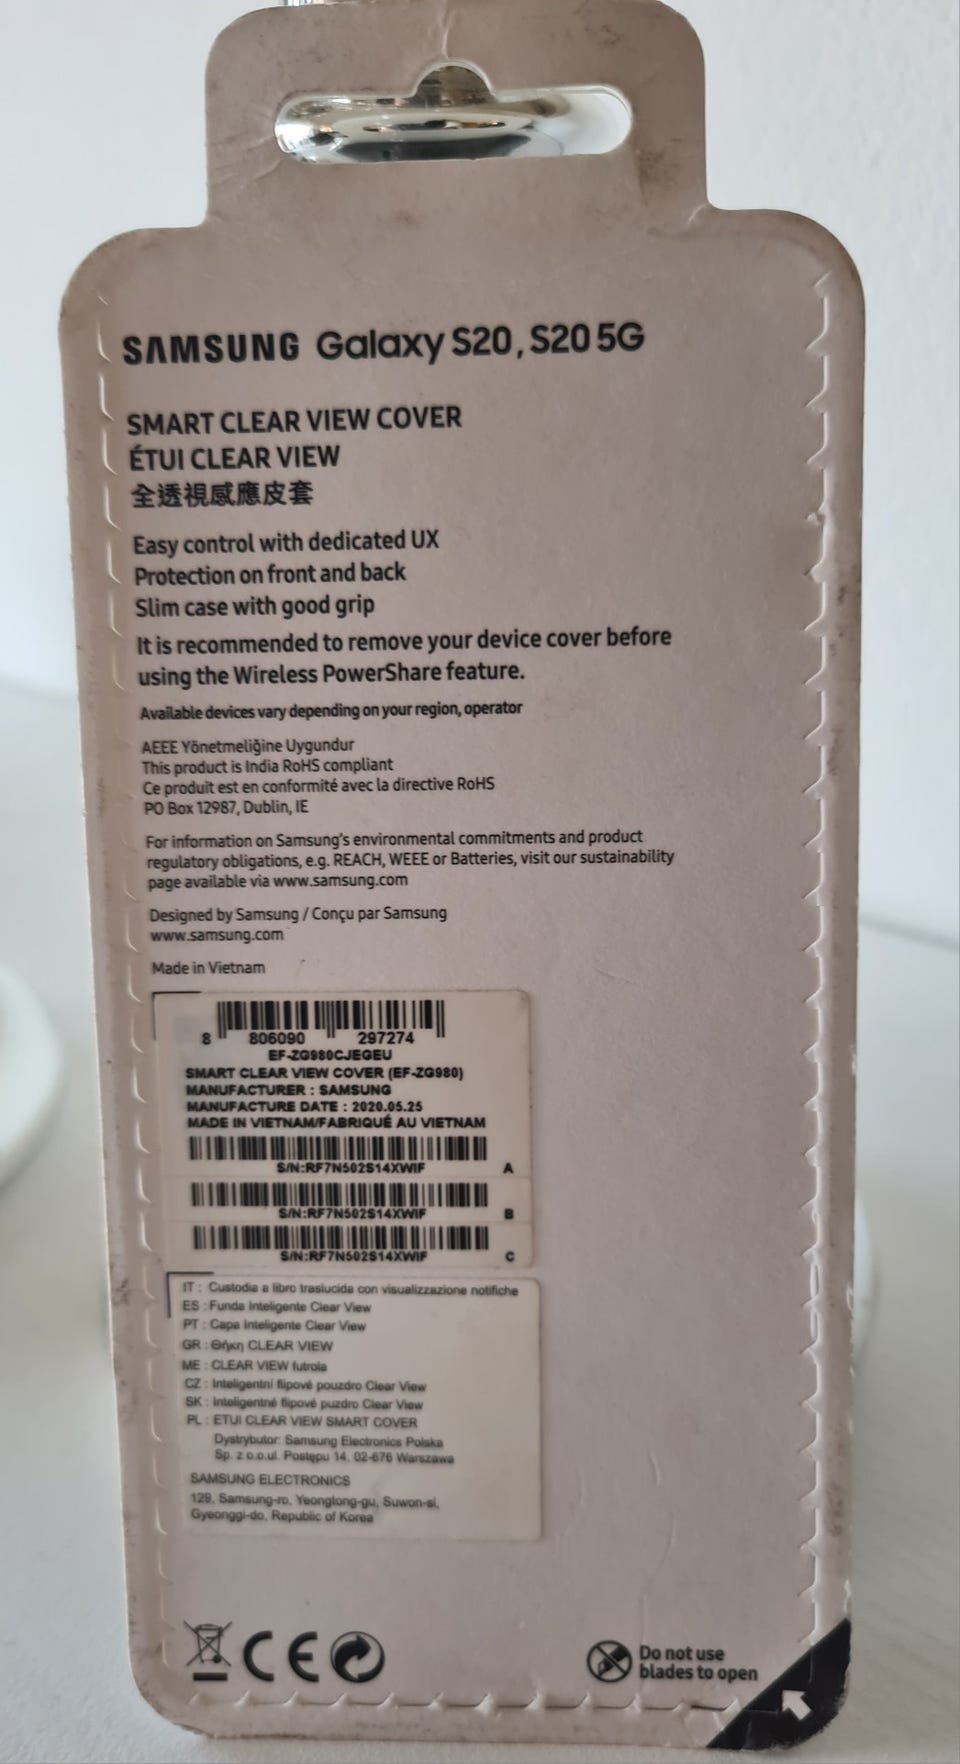 SAMSUNG Galaxy S20, S20 5G
SMART CLEAR VIEW COVER
ÉTUI CLEAR VIEW
全透視感應皮套
Easy control with dedicated UX
Protection on front and back
Slim case with good grip
It is recommended to remove your device cover before
using the Wireless PowerShare feature.
Available devices vary depending on your region, operator
AEEE Yönetmeliğine Uygundur
This product is India RoHS compliant
Ce produit est en conformité avec la directive RoHS
PO Box 12987, Dublin, IE
For information on Samsung's environmental commitments and product
regulatory obligations, e.g. REACH, WEEE or Batteries, visit our sustainability
page available via www.samsung.com
Designed by Samsung / Conçu par Samsung
www.samsung.com
Made in Vietnam
8 806090 297274
EF-ZG980CJEGEU
SMART CLEAR VIEW COVER (EF-ZG980)
MANUFACTURER : SAMSUNG
MANUFACTURE DATE : 2020.05.25
MADE IN VIETNAM/FABRIQUÉ AU VIETNAM
S/N:RF7N502S14XWIF A
S/N:RF7N502S14XWIF B
S/N:RF7N502S14XWIF C
IT : Custodia a libro traslucida con visualizzazione notifiche
ES : Funda Inteligente Clear View
PT : Capa Inteligente Clear View
GR : Θήκη CLEAR VIEW
ME : CLEAR VIEW futrola
CZ : Inteligentní flipové pouzdro Clear View
SK : Inteligentné flipové puzdro Clear View
PL : ETUI CLEAR VIEW SMART COVER
Dystrybutor: Samsung Electronics Polska
Sp. z o.o.ul. Postępu 14, 02-676 Warszawa
SAMSUNG ELECTRONICS
129, Samsung-ro, Yeongtong-gu, Suwon-si,
Gyeonggi-do, Republic of Korea
CE
Do not use
blades to open